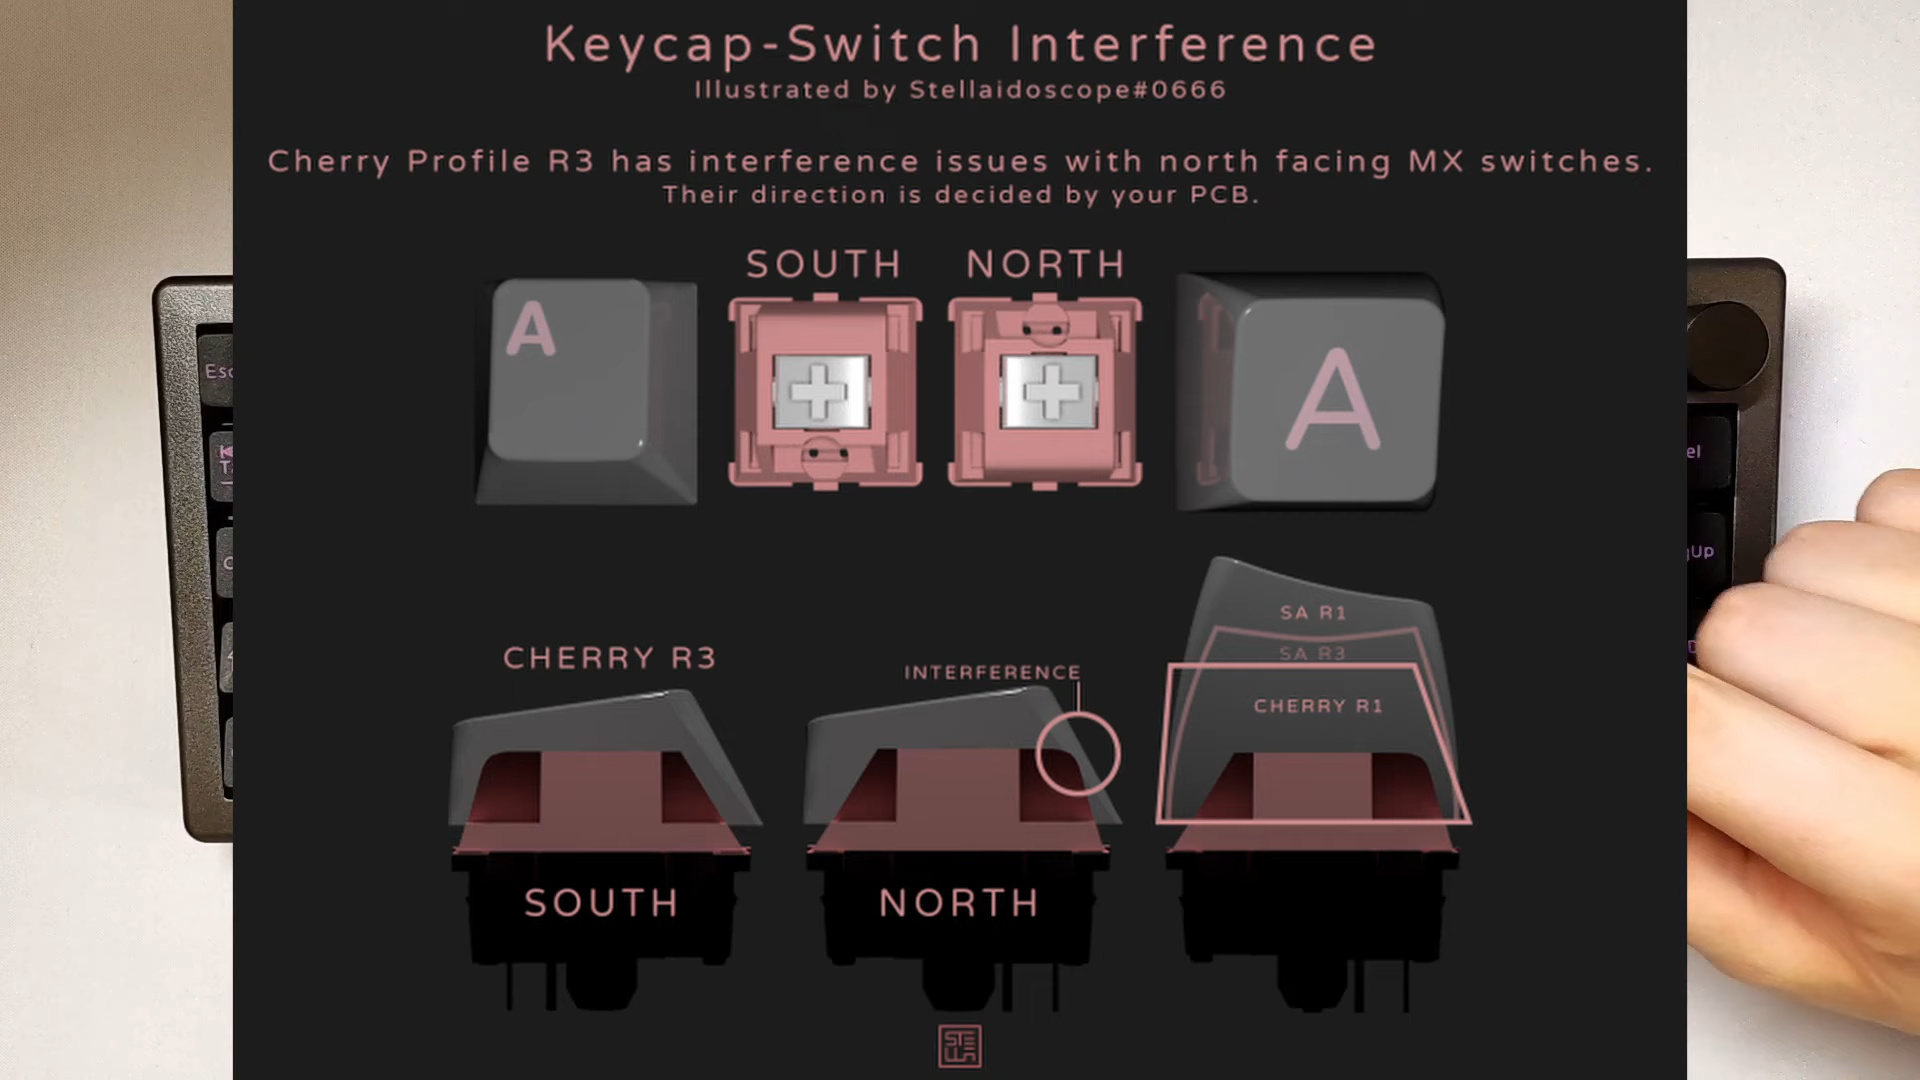 Keycap-Switch Interference
Illustrated by Stellaidoscope#0666
Cherry Profile R3 has interference issues with north facing MX switches.
Their direction is decided by your PCB.
SOUTH
NORTH
A
A
Esc
SA R1
SA R3
CHERRY R3
INTERFERENCE
CHERRY R1
SOUTH
NORTH
STELLA